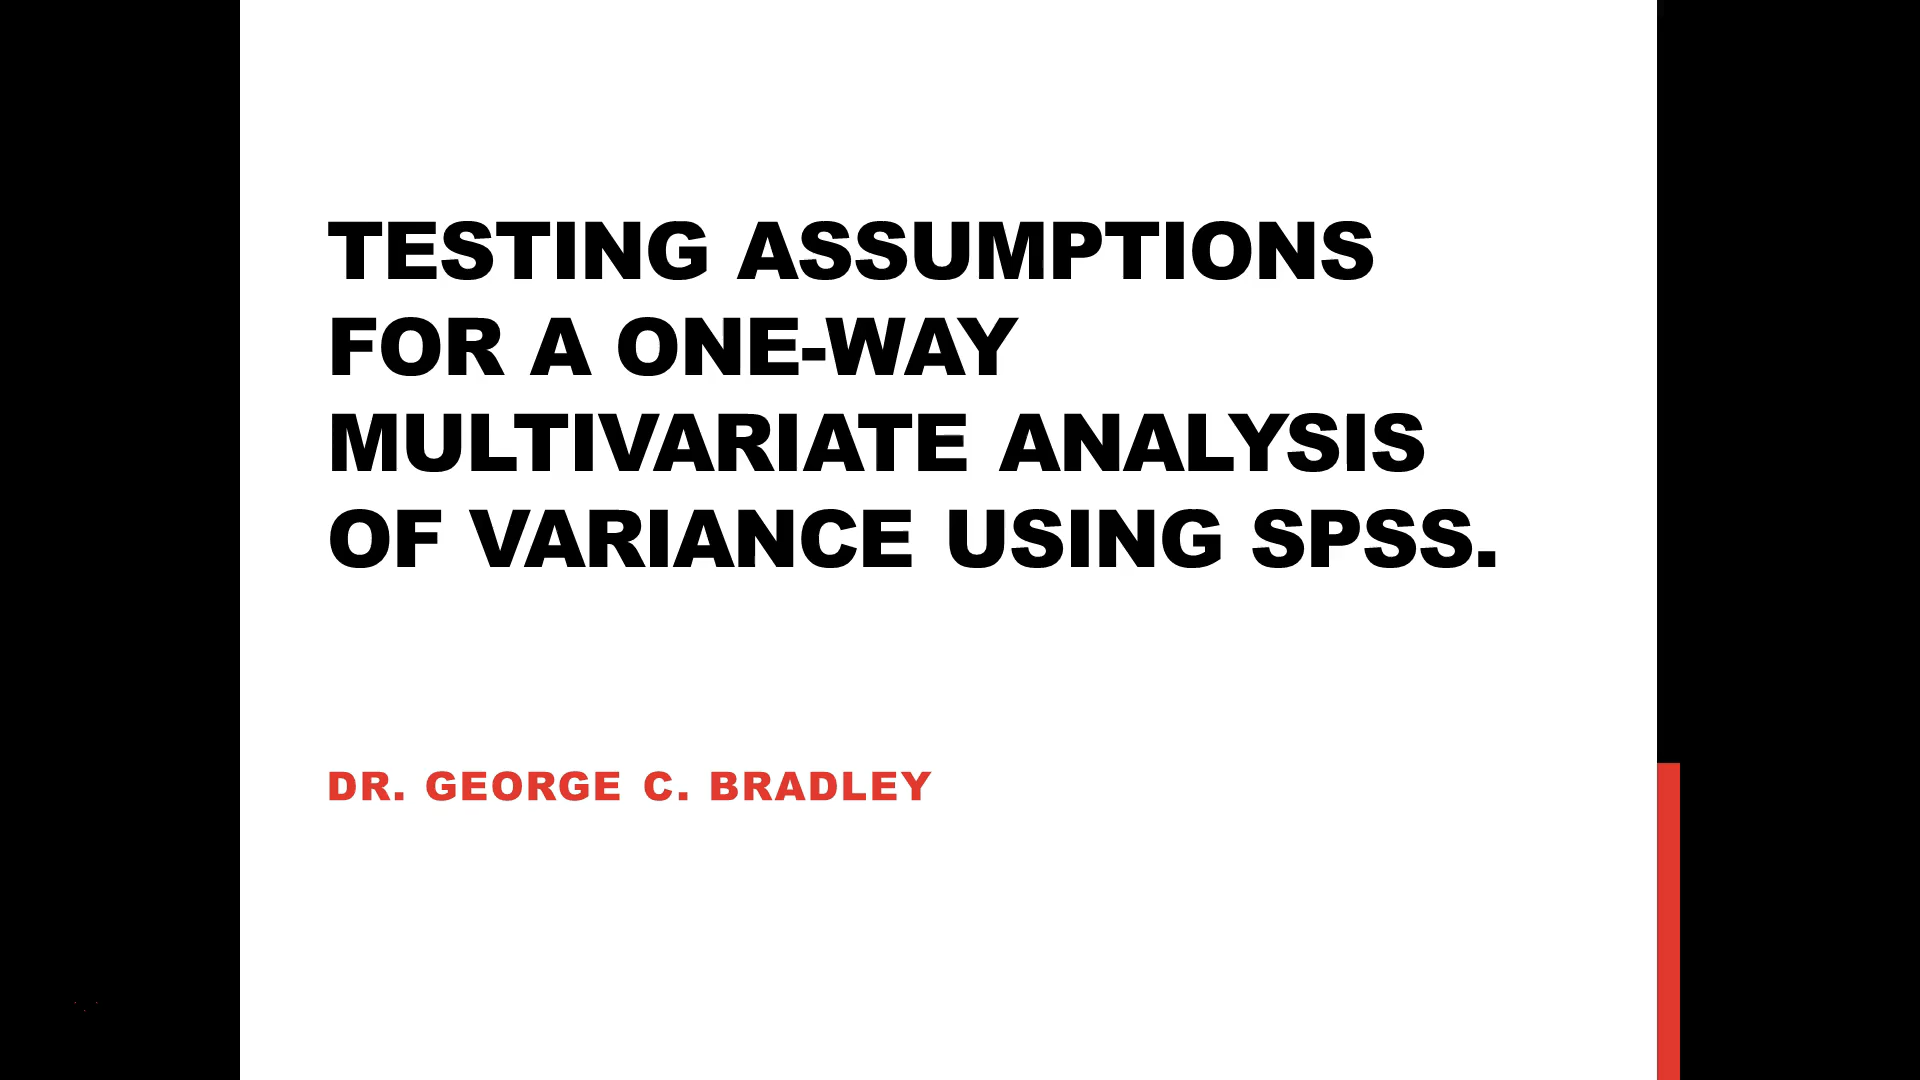 TESTING ASSUMPTIONS
FOR A ONE-WAY
MULTIVARIATE ANALYSIS
OF VARIANCE USING SPSS.
DR. GEORGE C. BRADLEY